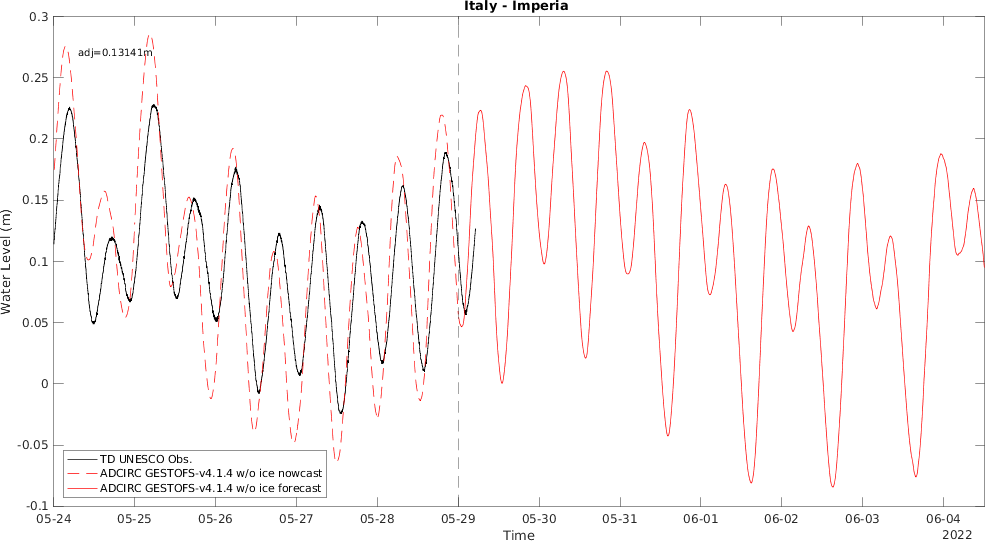 Italy - Imperia
adj=0.13141m
Water Level (m)
0.3
0.25
0.2
0.15
0.1
0.05
0
-0.05
-0.1
TD UNESCO Obs.
ADCIRC GESTOFS-v4.1.4 w/o ice nowcast
ADCIRC GESTOFS-v4.1.4 w/o ice forecast
05-24 05-25 05-26 05-27 05-28 05-29 05-30 05-31 06-01 06-02 06-03 06-04
Time
2022